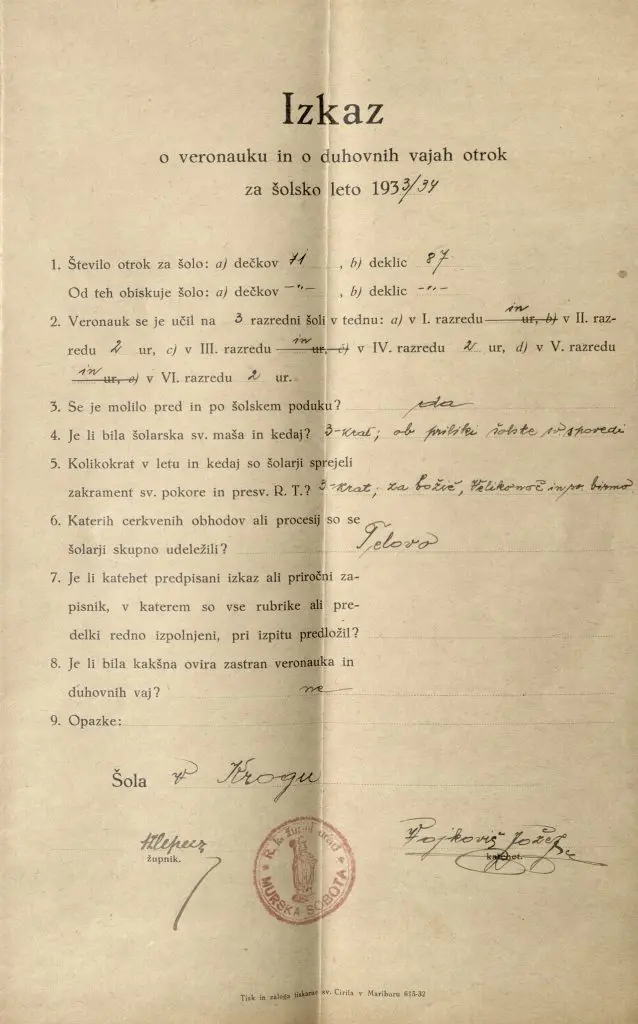 Izkaz
o veronauku in o duhovnih vajah otrok
za šolsko leto 1933/34
1. Število otrok za šolo: a) dečkov 71, b) deklic 87
Od teh obiskuje šolo: a) dečkov -"-, b) deklic -"-
2. Veronauk se je učil na 3 razredni šoli v tednu: a) v I. razredu in ur, b) v II. raz-
redu 2 ur, c) v III. razredu in ur, č) v IV. razredu 2 ur, d) v V. razredu
in ur, e) v VI. razredu 2 ur.
3. Se je molilo pred in po šolskem poduku? da
4. Je li bila šolarska sv. maša in kedaj? 3-krat; ob priliki šolske sv. spovedi
5. Kolikokrat v letu in kedaj so šolarji sprejeli
zakrament sv. pokore in presv. R. T.? 3-krat; za božič, Veliko noč in sv. birmo.
6. Katerih cerkvenih obhodov ali procesij so se
šolarji skupno udeležili? Telovo
7. Je li katehet predpisani izkaz ali priročni za-
pisnik, v katerem so vse rubrike ali pre-
delki redno izpolnjeni, pri izpitu predložil?
8. Je li bila kakšna ovira zastran veronauka in
duhovnih vaj? ne
9. Opazke:
Šola v Krogu
župnik.
R. k. župni urad
MURSKA SOBOTA
Vojkovič Jožef
katehet.
Tisk in zaloga tiskarne sv. Cirila v Mariboru 615-32